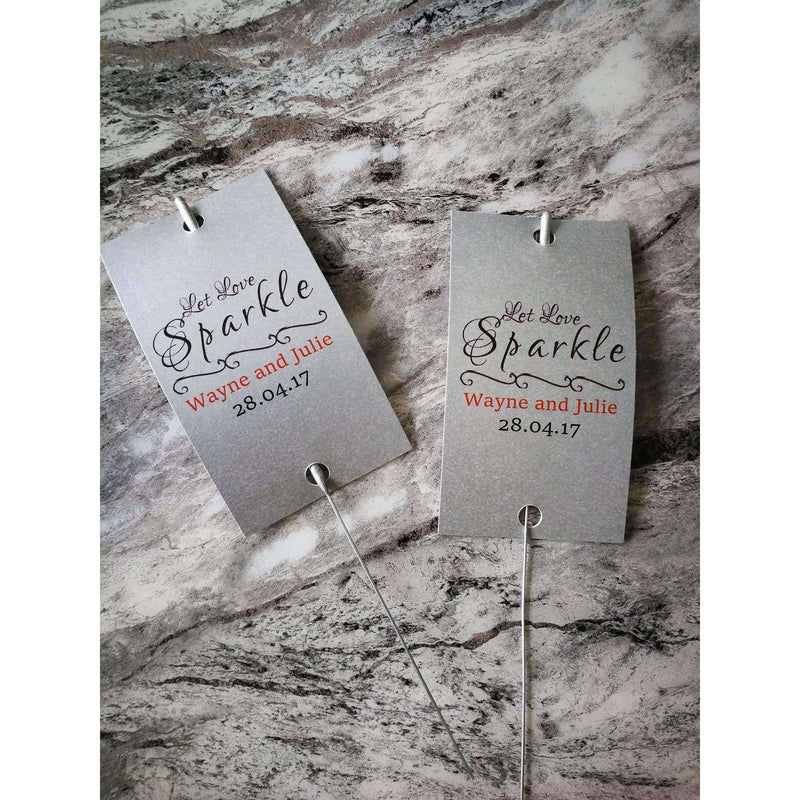 Let Love
Sparkle
Wayne and Julie
28.04.17
Let Love
Sparkle
Wayne and Julie
28.04.17